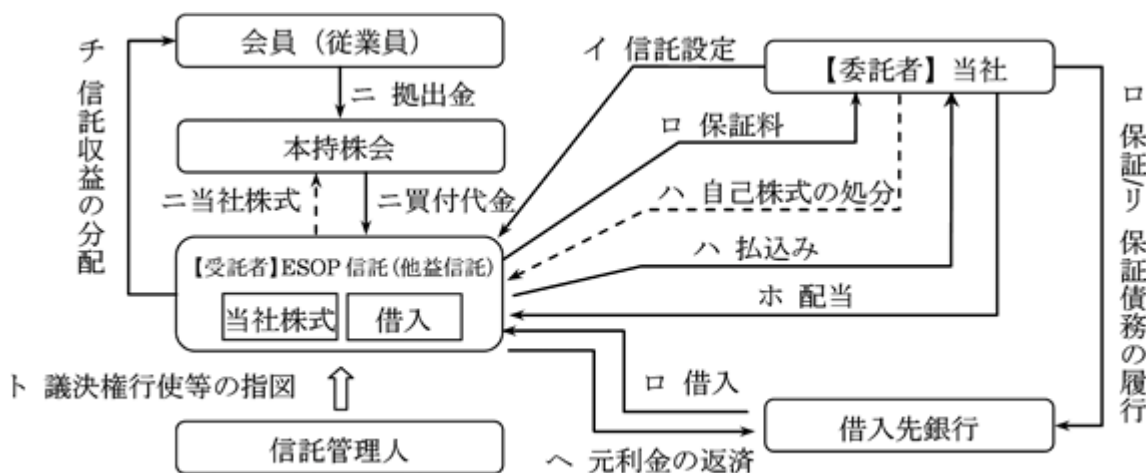 会員（従業員）
チ 信託収益の分配
ニ 拠出金
本持株会
ニ当社株式
ニ買付代金
【受託者】ESOP 信託（他益信託）
当社株式
借入
ト 議決権行使等の指図
信託管理人
イ 信託設定
【委託者】当社
ロ 保証料
ハ 自己株式の処分
ハ 払込み
ホ 配当
ロ 借入
ヘ 元利金の返済
借入先銀行
ロ 保証/リ 保証債務の履行